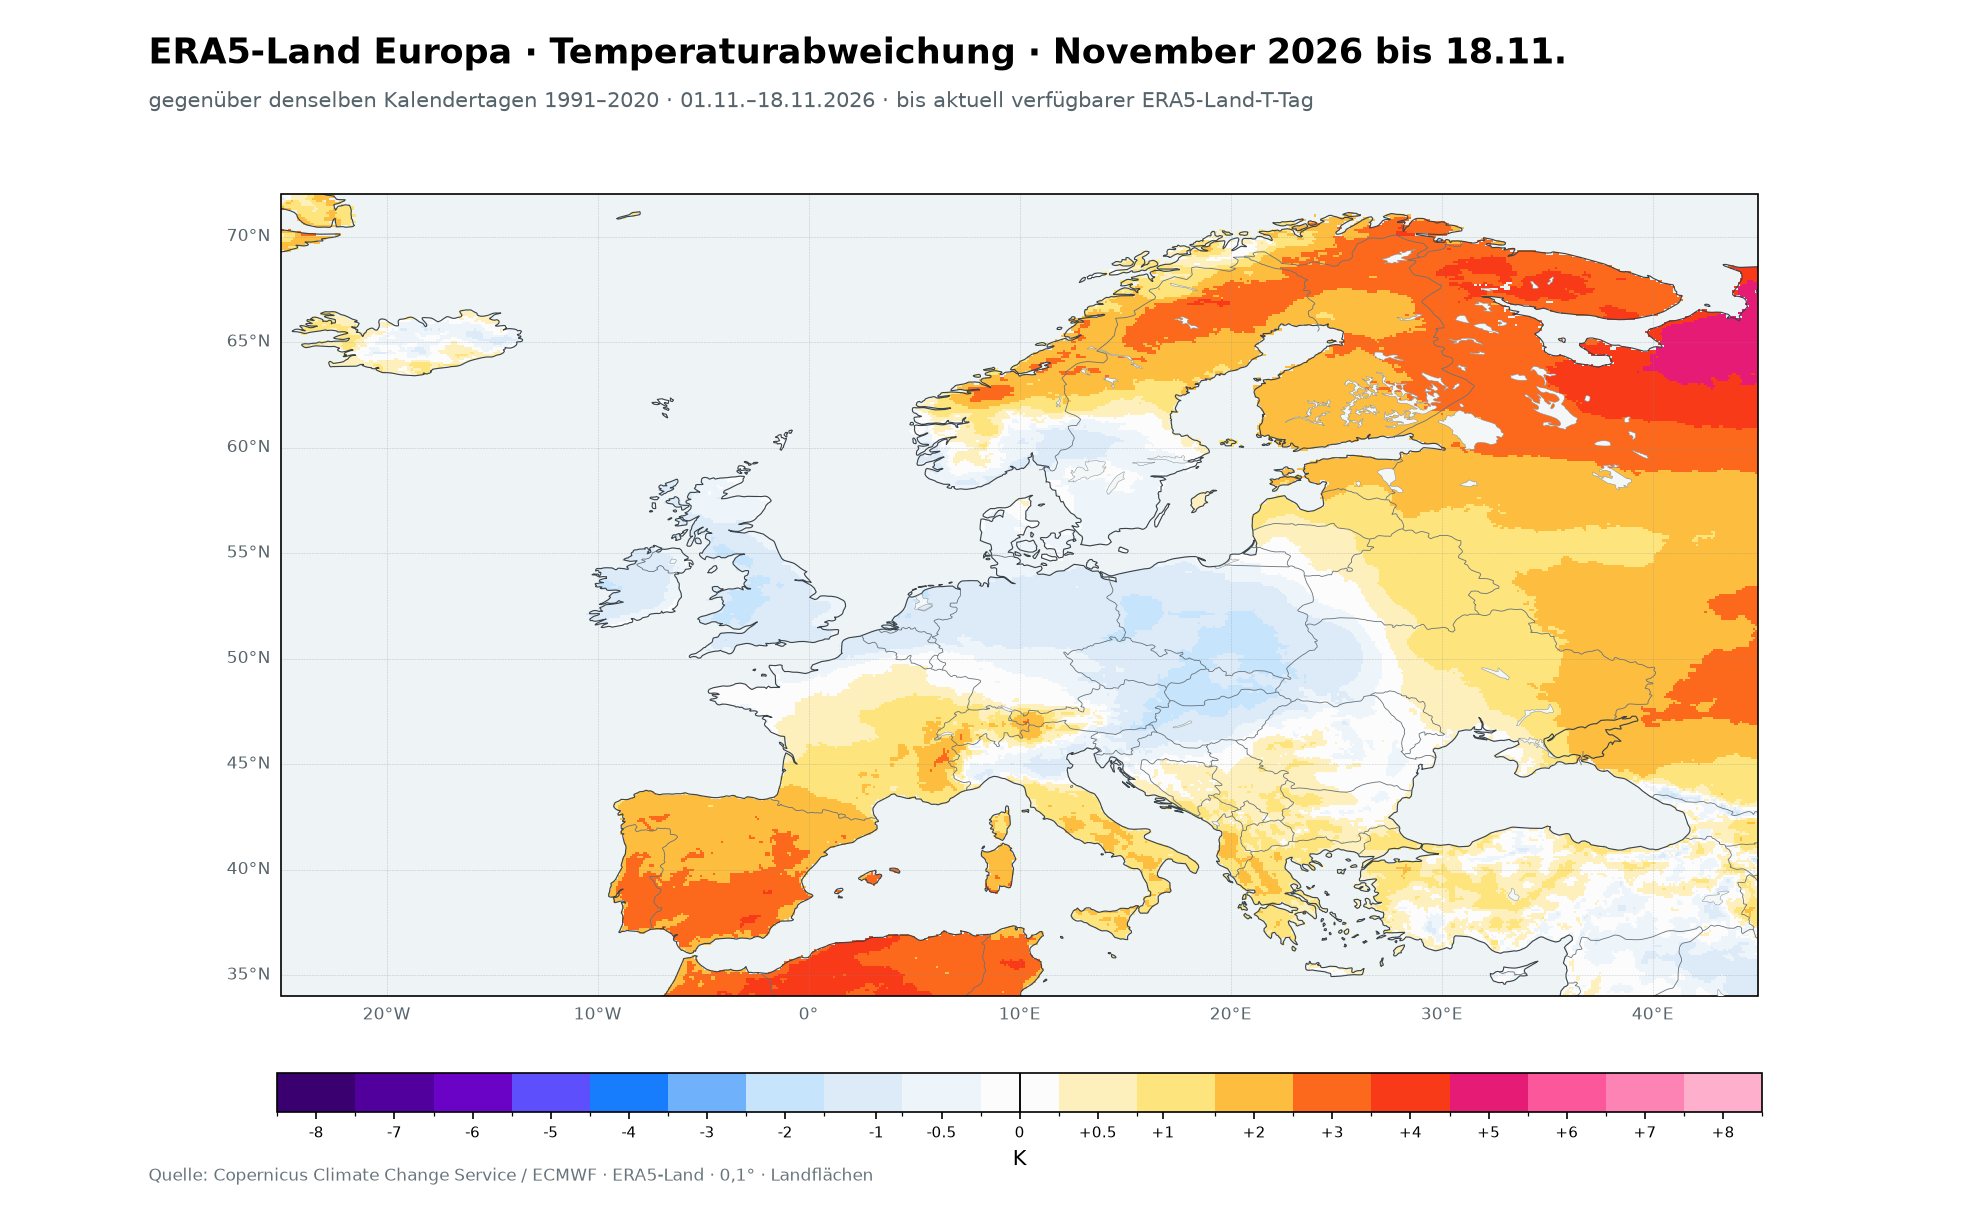 ERA5-Land Europa · Temperaturabweichung · November 2026 bis 18.11.
gegenüber denselben Kalendertagen 1991–2020 · 01.11.–18.11.2026 · bis aktuell verfügbarer ERA5-Land-T-Tag
70°N
65°N
60°N
55°N
50°N
45°N
40°N
35°N
20°W 10°W 0° 10°E 20°E 30°E 40°E
-8 -7 -6 -5 -4 -3 -2 -1 -0.5 0 +0.5 +1 +2 +3 +4 +5 +6 +7 +8
K
Quelle: Copernicus Climate Change Service / ECMWF · ERA5-Land · 0,1° · Landflächen